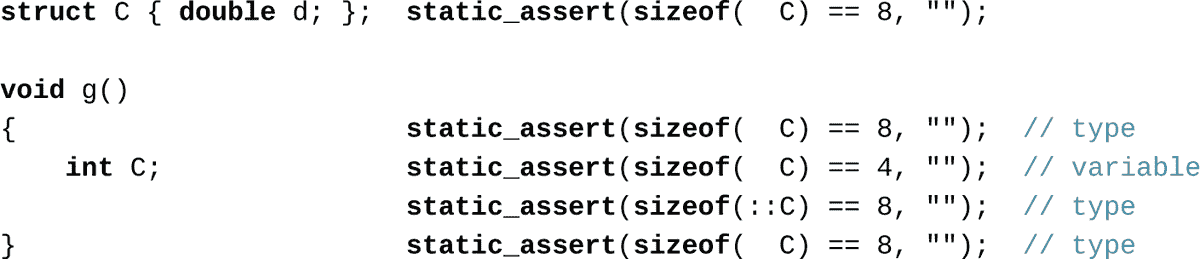 struct C { double d; };  static_assert(sizeof(  C) == 8, "");
void g()
{                        static_assert(sizeof(  C) == 8, "");  // type
    int C;               static_assert(sizeof(  C) == 4, "");  // variable
                         static_assert(sizeof(::C) == 8, "");  // type
}                        static_assert(sizeof(  C) == 8, "");  // type